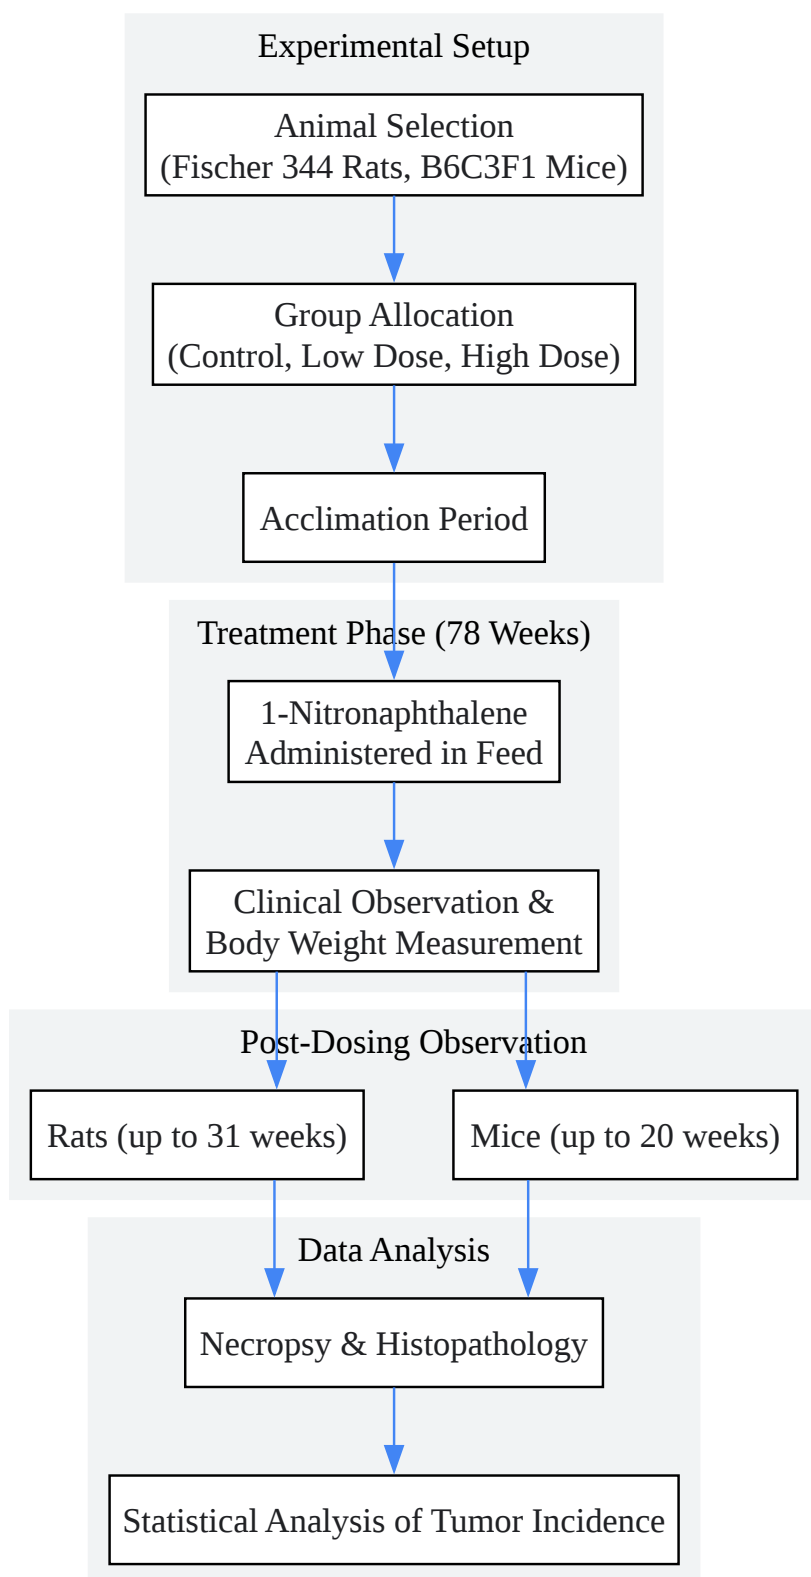 Experimental Setup
Animal Selection
(Fischer 344 Rats, B6C3F1 Mice)
Group Allocation
(Control, Low Dose, High Dose)
Acclimation Period
Treatment Phase (78 Weeks)
1-Nitronaphthalene
Administered in Feed
Clinical Observation &
Body Weight Measurement
Post-Dosing Observation
Rats (up to 31 weeks)
Mice (up to 20 weeks)
Data Analysis
Necropsy & Histopathology
Statistical Analysis of Tumor Incidence